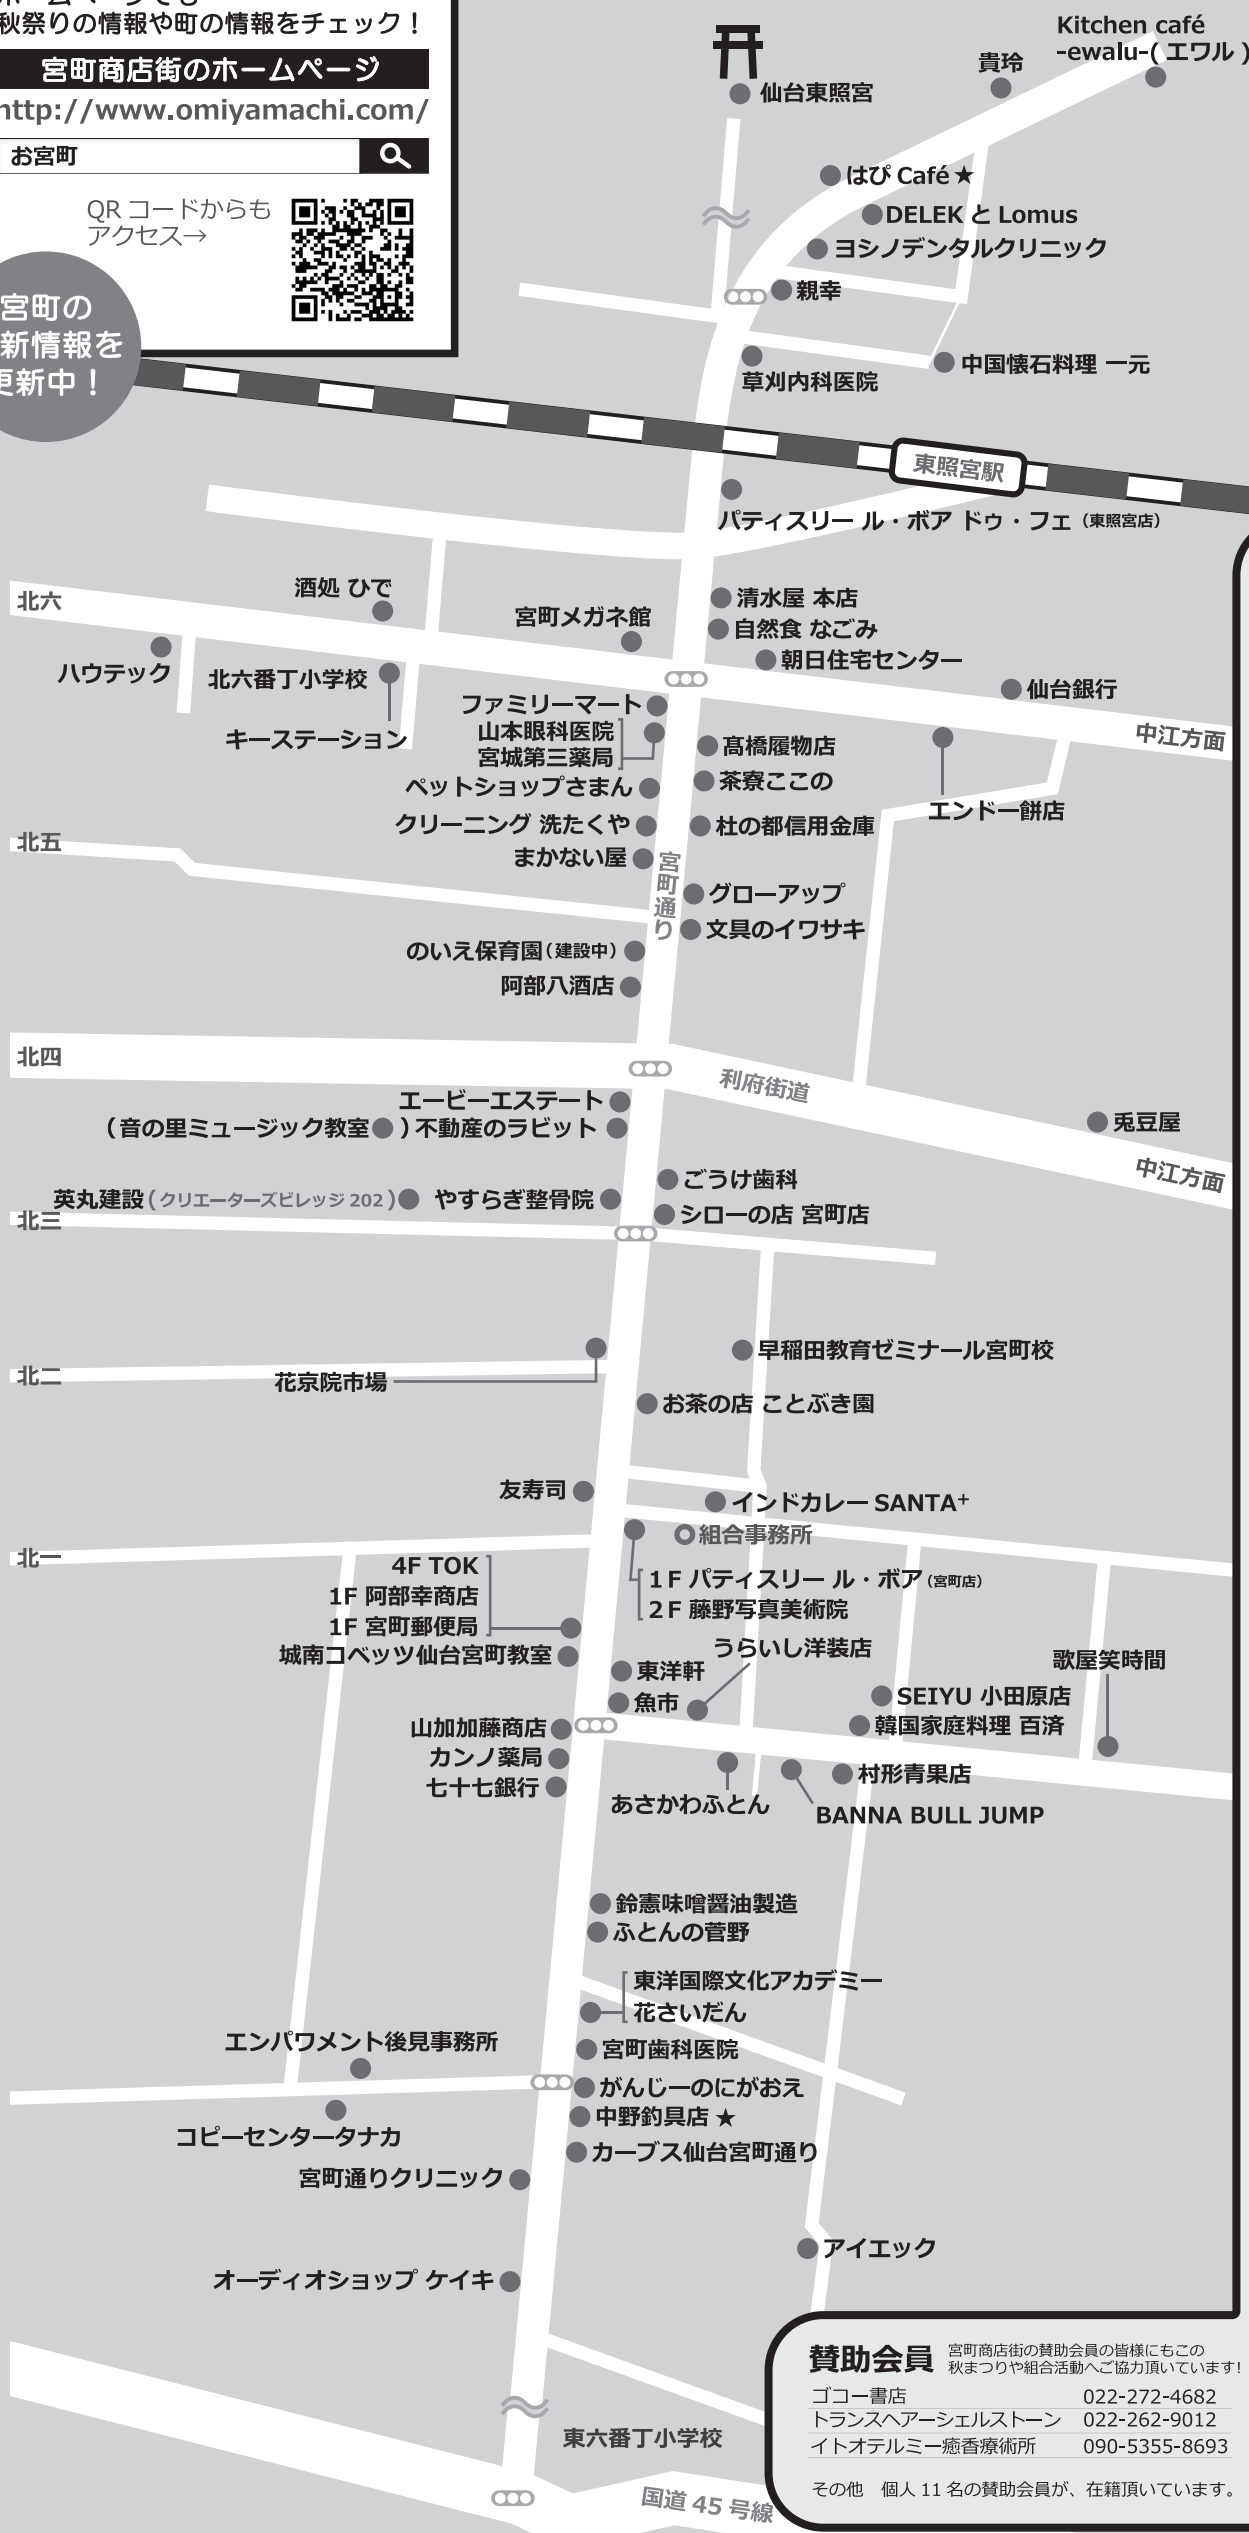 ホームページでも
秋祭りの情報や町の情報をチェック！
宮町商店街のホームページ
http://www.omiyamachi.com/
お宮町
QRコードからも
アクセス→
宮町の
新情報を
更新中！
Kitchen café
-ewalu-(エワル)
貴玲
仙台東照宮
はぴ Café★
DELEK と Lomus
ヨシノデンタルクリニック
親幸
草刈内科医院
中国懐石料理 一元
東照宮駅
パティスリー ル・ボア ドゥ・フェ（東照宮店）
北六
酒処 ひで
宮町メガネ館
清水屋 本店
自然食 なごみ
朝日住宅センター
仙台銀行
ハウテック
北六番丁小学校
キーステーション
ファミリーマート
山本眼科医院
宮城第三薬局
中江方面
髙橋履物店
ペットショップさまん
茶寮ここの
エンドー餅店
クリーニング 洗たくや
杜の都信用金庫
北五
まかない屋
宮町通り
グローアップ
文具のイワサキ
のいえ保育園（建設中）
阿部八酒店
北四
利府街道
エービーエステート
（音の里ミュージック教室）不動産のラビット
兎豆屋
中江方面
ごうけ歯科
英丸建設（クリエーターズビレッジ 202）
やすらぎ整骨院
シローの店 宮町店
北三
早稲田教育ゼミナール宮町校
北二
花京院市場
お茶の店 ことぶき園
友寿司
インドカレー SANTA⁺
組合事務所
北一
4F TOK
1F 阿部幸商店
1F 宮町郵便局
1F パティスリー ル・ボア（宮町店）
2F 藤野写真美術院
城南コベッツ仙台宮町教室
うらいし洋装店
東洋軒
歌屋笑時間
魚市
SEIYU 小田原店
韓国家庭料理 百済
山加加藤商店
カンノ薬局
七十七銀行
村形青果店
あさかわふとん
BANNA BULL JUMP
鈴憲味噌醤油製造
ふとんの菅野
東洋国際文化アカデミー
花さいだん
エンパワメント後見事務所
宮町歯科医院
がんじーのにがおえ
中野釣具店 ★
コピーセンタータナカ
カーブス仙台宮町通り
宮町通りクリニック
アイエック
オーディオショップ ケイキ
東六番丁小学校
国道 45 号線
賛助会員
宮町商店街の賛助会員の皆様にもこの
秋まつりや組合活動へご協力頂いています！
ゴコー書店 022-272-4682
トランスヘアーシェルストーン 022-262-9012
イトオテルミー癒香療術所 090-5355-8693
その他　個人 11 名の賛助会員が、在籍頂いています。